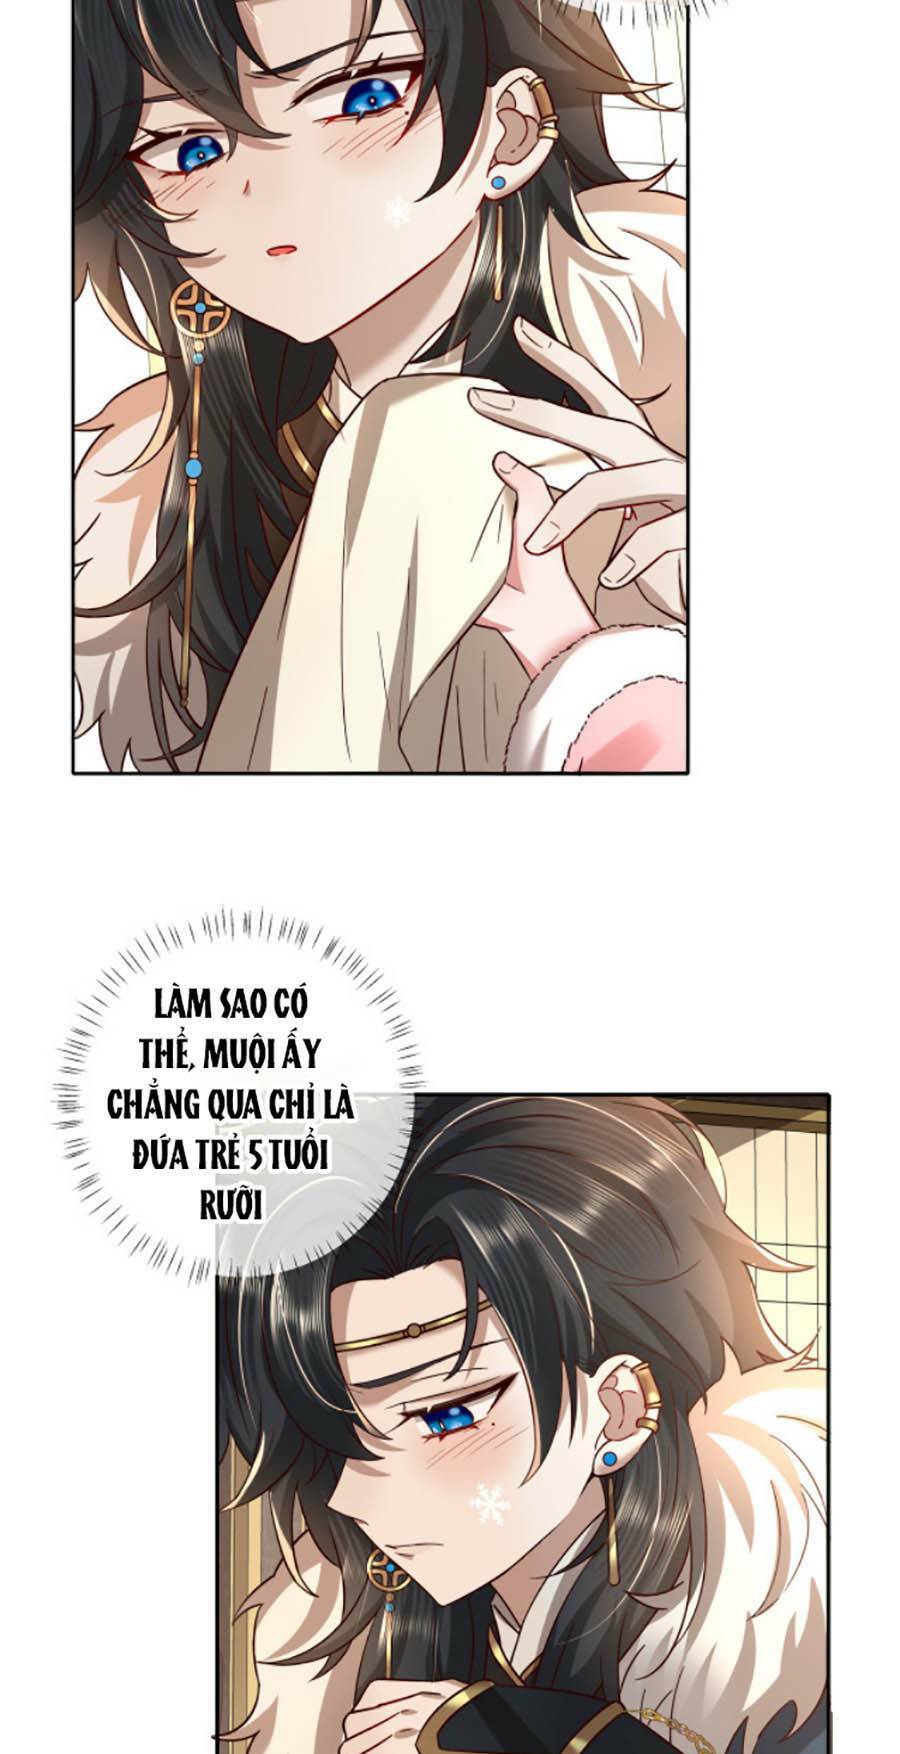 LÀM SAO CÓ
THỂ, MUỘI ẤY
CHẲNG QUA CHỈ LÀ
ĐỨA TRẺ 5 TUỔI
RƯỠI